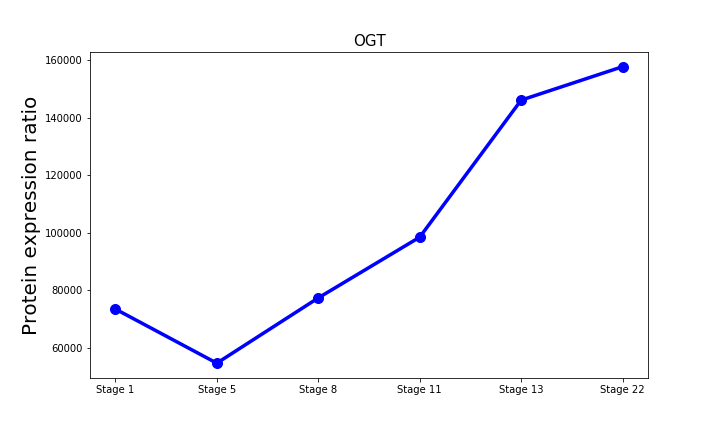 OGT
Protein expression ratio
160000
140000
120000
100000
80000
60000
Stage 1 Stage 5 Stage 8 Stage 11 Stage 13 Stage 22